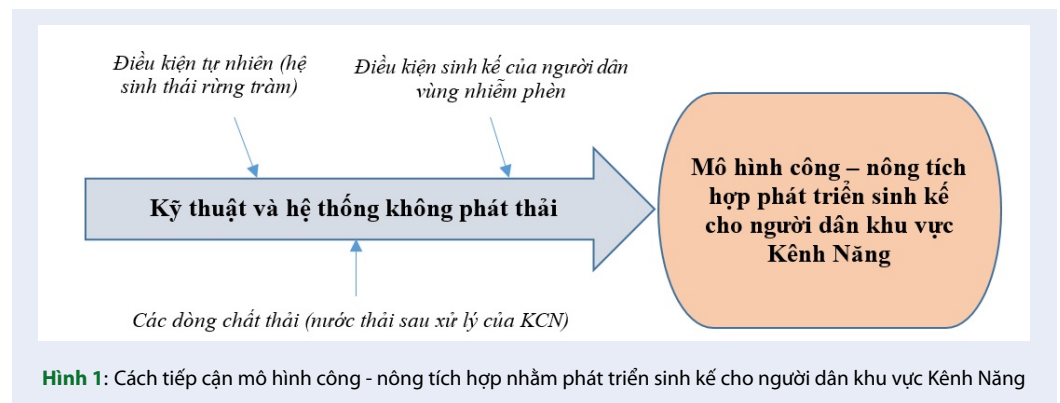 Điều kiện tự nhiên (hệ
sinh thái rừng tràm)
Điều kiện sinh kế của người dân
vùng nhiễm phèn
Kỹ thuật và hệ thống không phát thải
Mô hình công – nông tích
hợp phát triển sinh kế
cho người dân khu vực
Kênh Năng
Các dòng chất thải (nước thải sau xử lý của KCN)
Hình 1: Cách tiếp cận mô hình công - nông tích hợp nhằm phát triển sinh kế cho người dân khu vực Kênh Năng